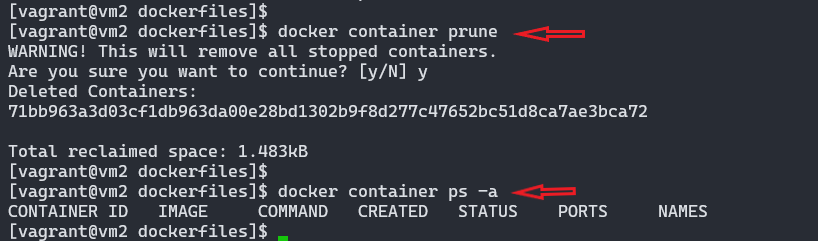 [vagrant@vm2 dockerfiles]$
[vagrant@vm2 dockerfiles]$ docker container prune
WARNING! This will remove all stopped containers.
Are you sure you want to continue? [y/N] y
Deleted Containers:
71bb963a3d03cf1db963da00e28bd1302b9f8d277c47652bc51d8ca7ae3bca72
Total reclaimed space: 1.483kB
[vagrant@vm2 dockerfiles]$
[vagrant@vm2 dockerfiles]$ docker container ps -a
CONTAINER ID   IMAGE     COMMAND   CREATED   STATUS    PORTS     NAMES
[vagrant@vm2 dockerfiles]$